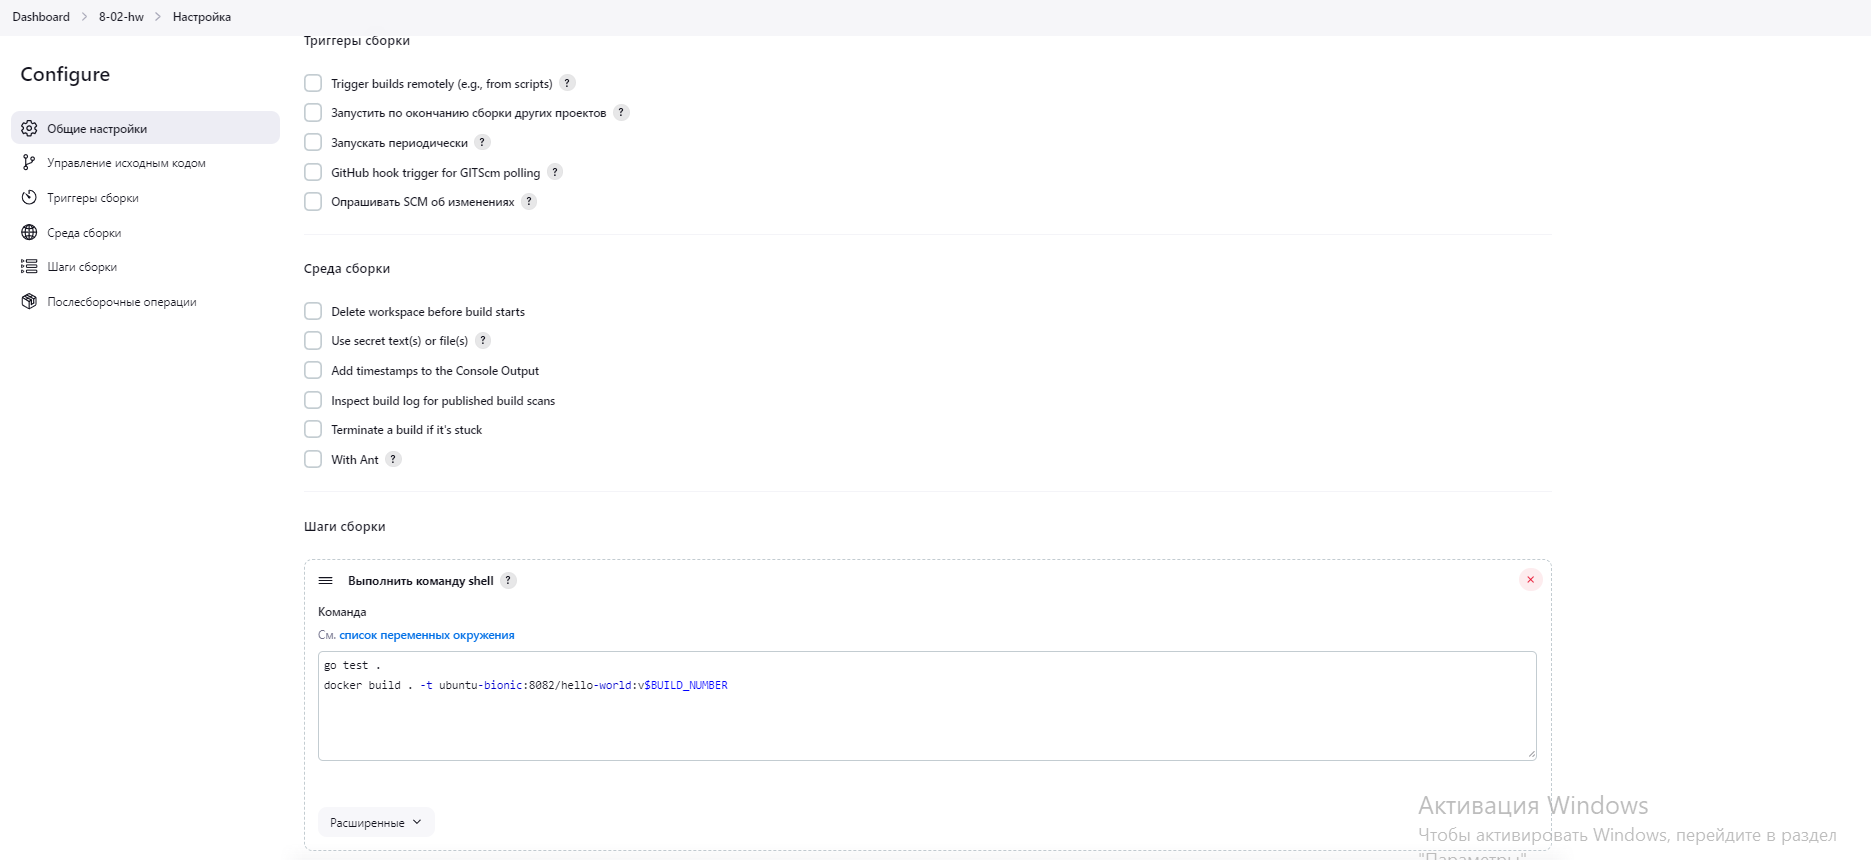 Dashboard > 8-02-hw > Настройка
Configure
Общие настройки
Управление исходным кодом
Триггеры сборки
Среда сборки
Шаги сборки
Послесборочные операции
Триггеры сборки
Trigger builds remotely (e.g., from scripts) ?
Запустить по окончанию сборки других проектов ?
Запускать периодически ?
GitHub hook trigger for GITScm polling ?
Опрашивать SCM об изменениях ?
Среда сборки
Delete workspace before build starts
Use secret text(s) or file(s) ?
Add timestamps to the Console Output
Inspect build log for published build scans
Terminate a build if it's stuck
With Ant ?
Шаги сборки
Выполнить команду shell ?
Команда
См. список переменных окружения
go test .
docker build . -t ubuntu-bionic:8082/hello-world:v$BUILD_NUMBER
Расширенные
Активация Windows
Чтобы активировать Windows, перейдите в раздел
"Параметры".